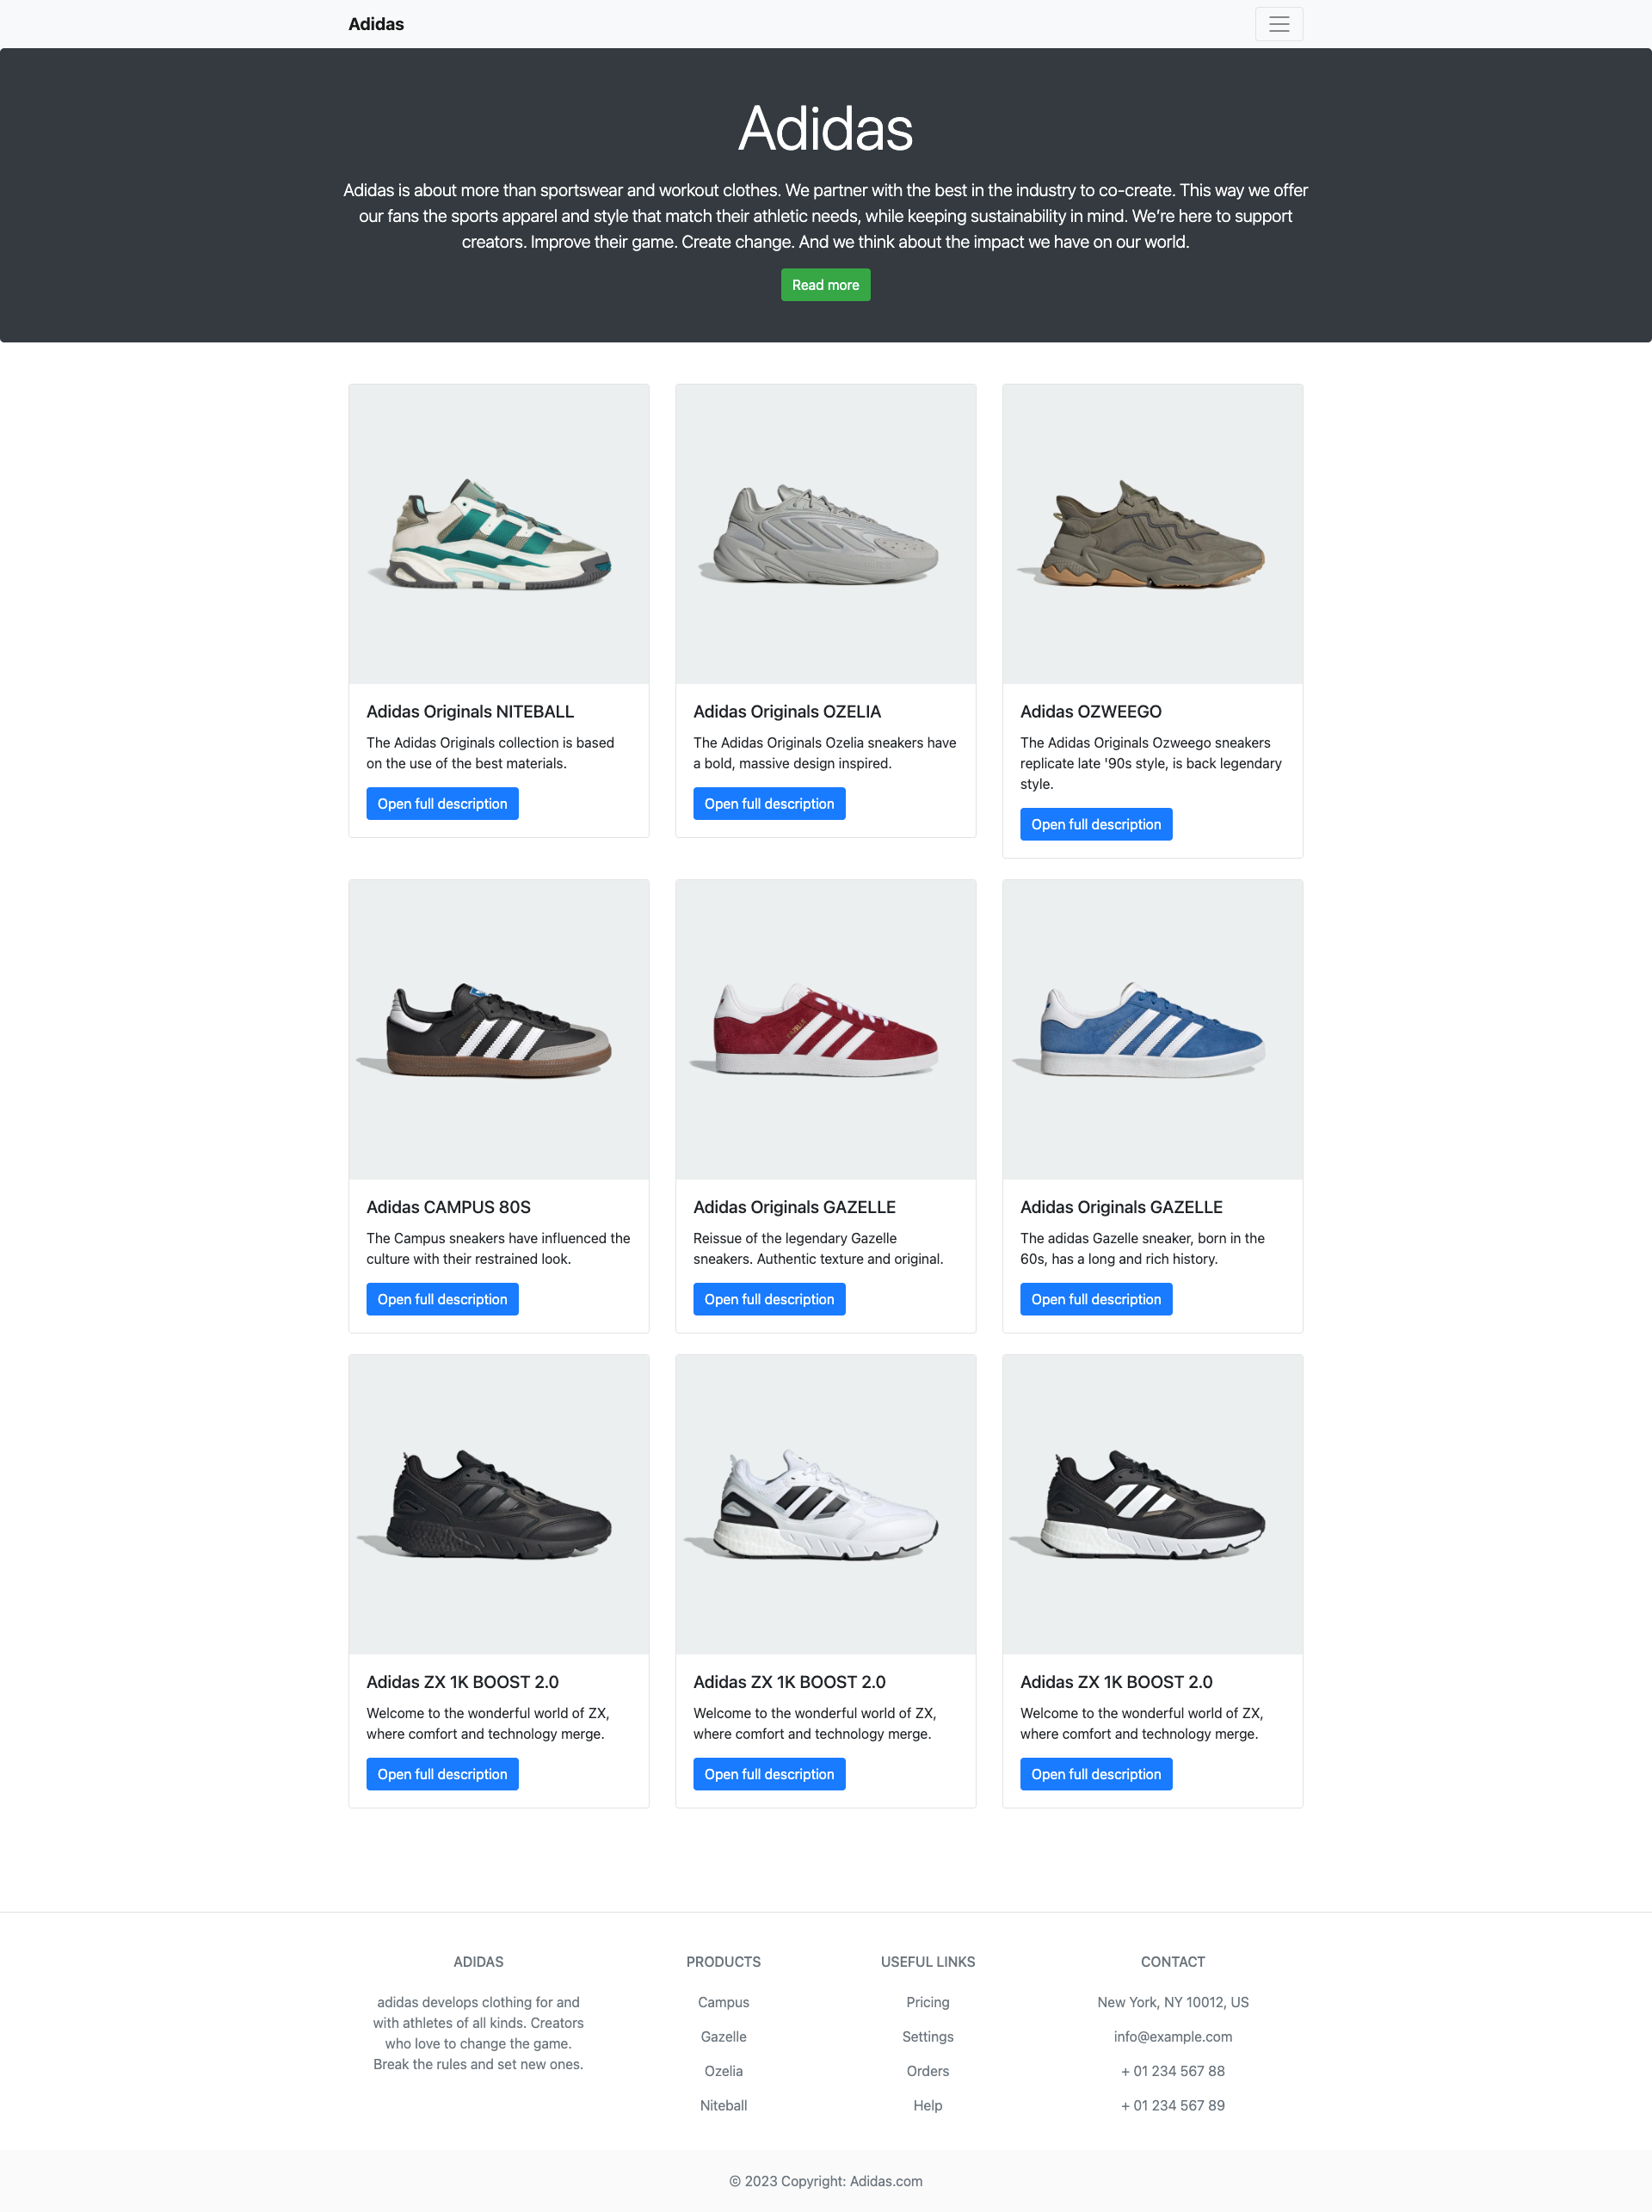 Adidas
Adidas
Adidas is about more than sportswear and workout clothes. We partner with the best in the industry to co-create. This way we offer
our fans the sports apparel and style that match their athletic needs, while keeping sustainability in mind. We’re here to support
creators. Improve their game. Create change. And we think about the impact we have on our world.
Read more
Adidas Originals NITEBALL
The Adidas Originals collection is based
on the use of the best materials.
Open full description
Adidas Originals OZELIA
The Adidas Originals Ozelia sneakers have
a bold, massive design inspired.
Open full description
Adidas OZWEEGO
The Adidas Originals Ozweego sneakers
replicate late '90s style, is back legendary
style.
Open full description
Adidas CAMPUS 80S
The Campus sneakers have influenced the
culture with their restrained look.
Open full description
Adidas Originals GAZELLE
Reissue of the legendary Gazelle
sneakers. Authentic texture and original.
Open full description
Adidas Originals GAZELLE
The adidas Gazelle sneaker, born in the
60s, has a long and rich history.
Open full description
Adidas ZX 1K BOOST 2.0
Welcome to the wonderful world of ZX,
where comfort and technology merge.
Open full description
Adidas ZX 1K BOOST 2.0
Welcome to the wonderful world of ZX,
where comfort and technology merge.
Open full description
Adidas ZX 1K BOOST 2.0
Welcome to the wonderful world of ZX,
where comfort and technology merge.
Open full description
ADIDAS
adidas develops clothing for and
with athletes of all kinds. Creators
who love to change the game.
Break the rules and set new ones.
PRODUCTS
Campus
Gazelle
Ozelia
Niteball
USEFUL LINKS
Pricing
Settings
Orders
Help
CONTACT
New York, NY 10012, US
info@example.com
+ 01 234 567 88
+ 01 234 567 89
© 2023 Copyright: Adidas.com